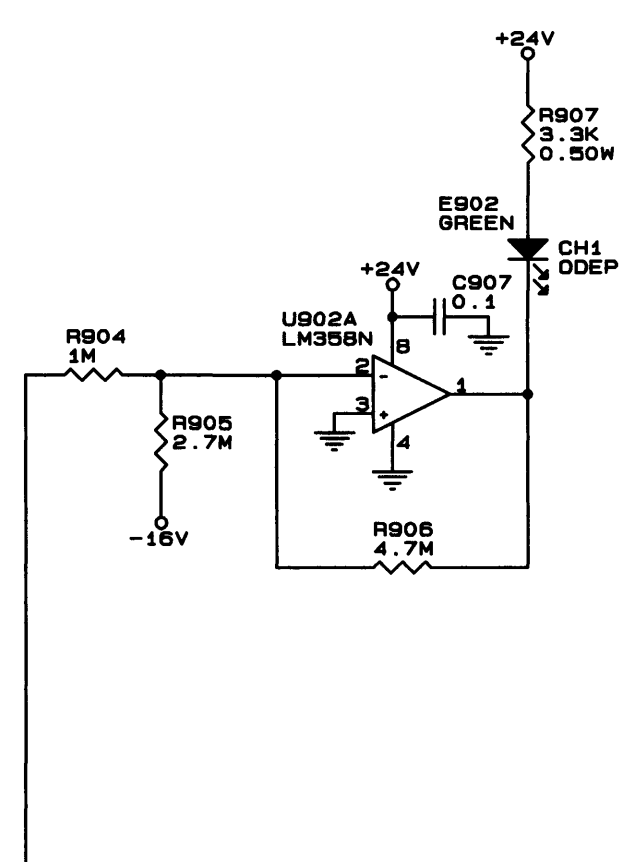 +24V
R907
3.3K
0.50W
E902
GREEN
CH1
ODEP
+24V
C907
0.1
U902A
LM358N
8
R904
1M
2
-
1
3
+
R905
2.7M
4
-16V
R906
4.7M